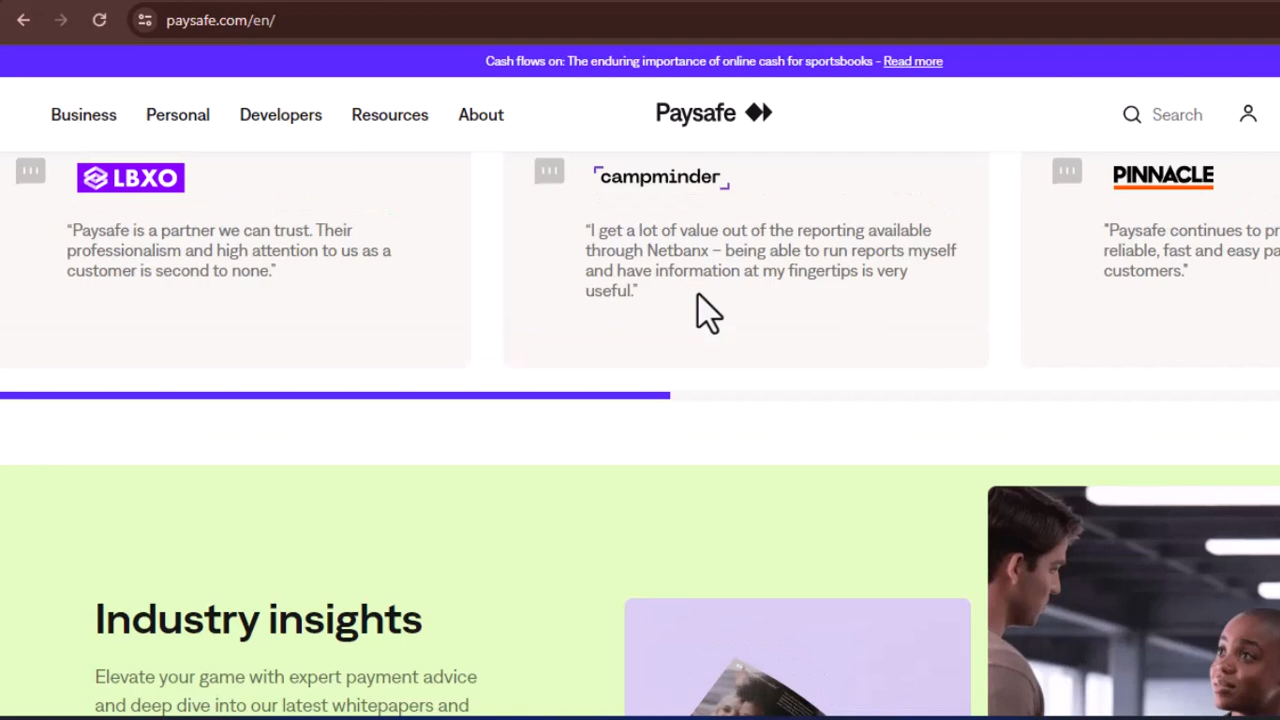 paysafe.com/en/
Cash flows on: The enduring importance of online cash for sportsbooks - Read more
Business Personal Developers Resources About Paysafe Search
LBXO
"Paysafe is a partner we can trust. Their
professionalism and high attention to us as a
customer is second to none."
campminder
"I get a lot of value out of the reporting available
through Netbanx – being able to run reports myself
and have information at my fingertips is very
useful."
PINNACLE
"Paysafe continues to pr
reliable, fast and easy pa
customers."
Industry insights
Elevate your game with expert payment advice
and deep dive into our latest whitepapers and